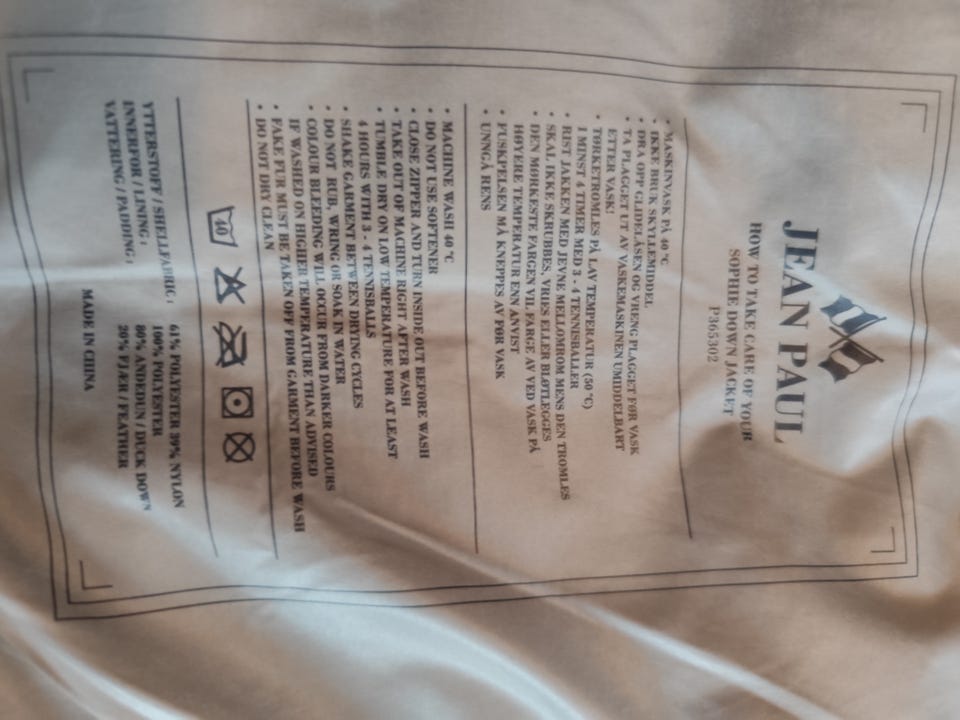 JEAN PAUL
HOW TO TAKE CARE OF YOUR
SOPHIE DOWN JACKET
P365302
• MASKINVASK PÅ 40 °C
• IKKE BRUK SKYLLEMIDDEL
• DRA OPP GLIDELÅSEN OG VRENG PLAGGET FØR VASK
• TA PLAGGET UT AV VASKEMASKINEN UMIDDELBART
ETTER VASK!
• TØRKETROMLES PÅ LAV TEMPERATUR (50 °C)
I MINST 4 TIMER MED 3 - 4 TENNISBALLER
• RIST JAKKEN MED JEVNE MELLOMROM MENS DEN TROMLES
• SKAL IKKE SKRUBBES, VRIES ELLER BLØTLEGGES
• DEN MØRKESTE FARGEN VIL FARGE AV VED VASK PÅ
HØYERE TEMPERATUR ENN ANVIST
• FUSKPELSEN MÅ KNEPPES AV FØR VASK
• UNNGÅ RENS
• MACHINE WASH 40 °C
• DO NOT USE SOFTENER
• CLOSE ZIPPER AND TURN INSIDE OUT BEFORE WASH
• TAKE OUT OF MACHINE RIGHT AFTER WASH
• TUMBLE DRY ON LOW TEMPERATURE FOR AT LEAST
4 HOURS WITH 3 - 4 TENISBALLS
• SHAKE GARMENT BETWEEN DRYING CYCLES
• DO NOT RUB, WRING OR SOAK IN WATER
• COLOUR BLEEDING WILL OCCUR FROM DARKER COLOURS
IF WASHED ON HIGHER TEMPERATURE THAN ADVISED
• FAKE FUR MUST BE TAKEN OFF FROM GARMENT BEFORE WASH
• DO NOT DRY CLEAN
40
YTTERSTOFF / SHELLFABRIC : 61% POLYESTER 39% NYLON
INNERFOR / LINING : 100% POLYESTER
VATTERING / PADDING : 80% ANDEDUN / DUCK DOWN
20% FJÆR / FEATHER
MADE IN CHINA